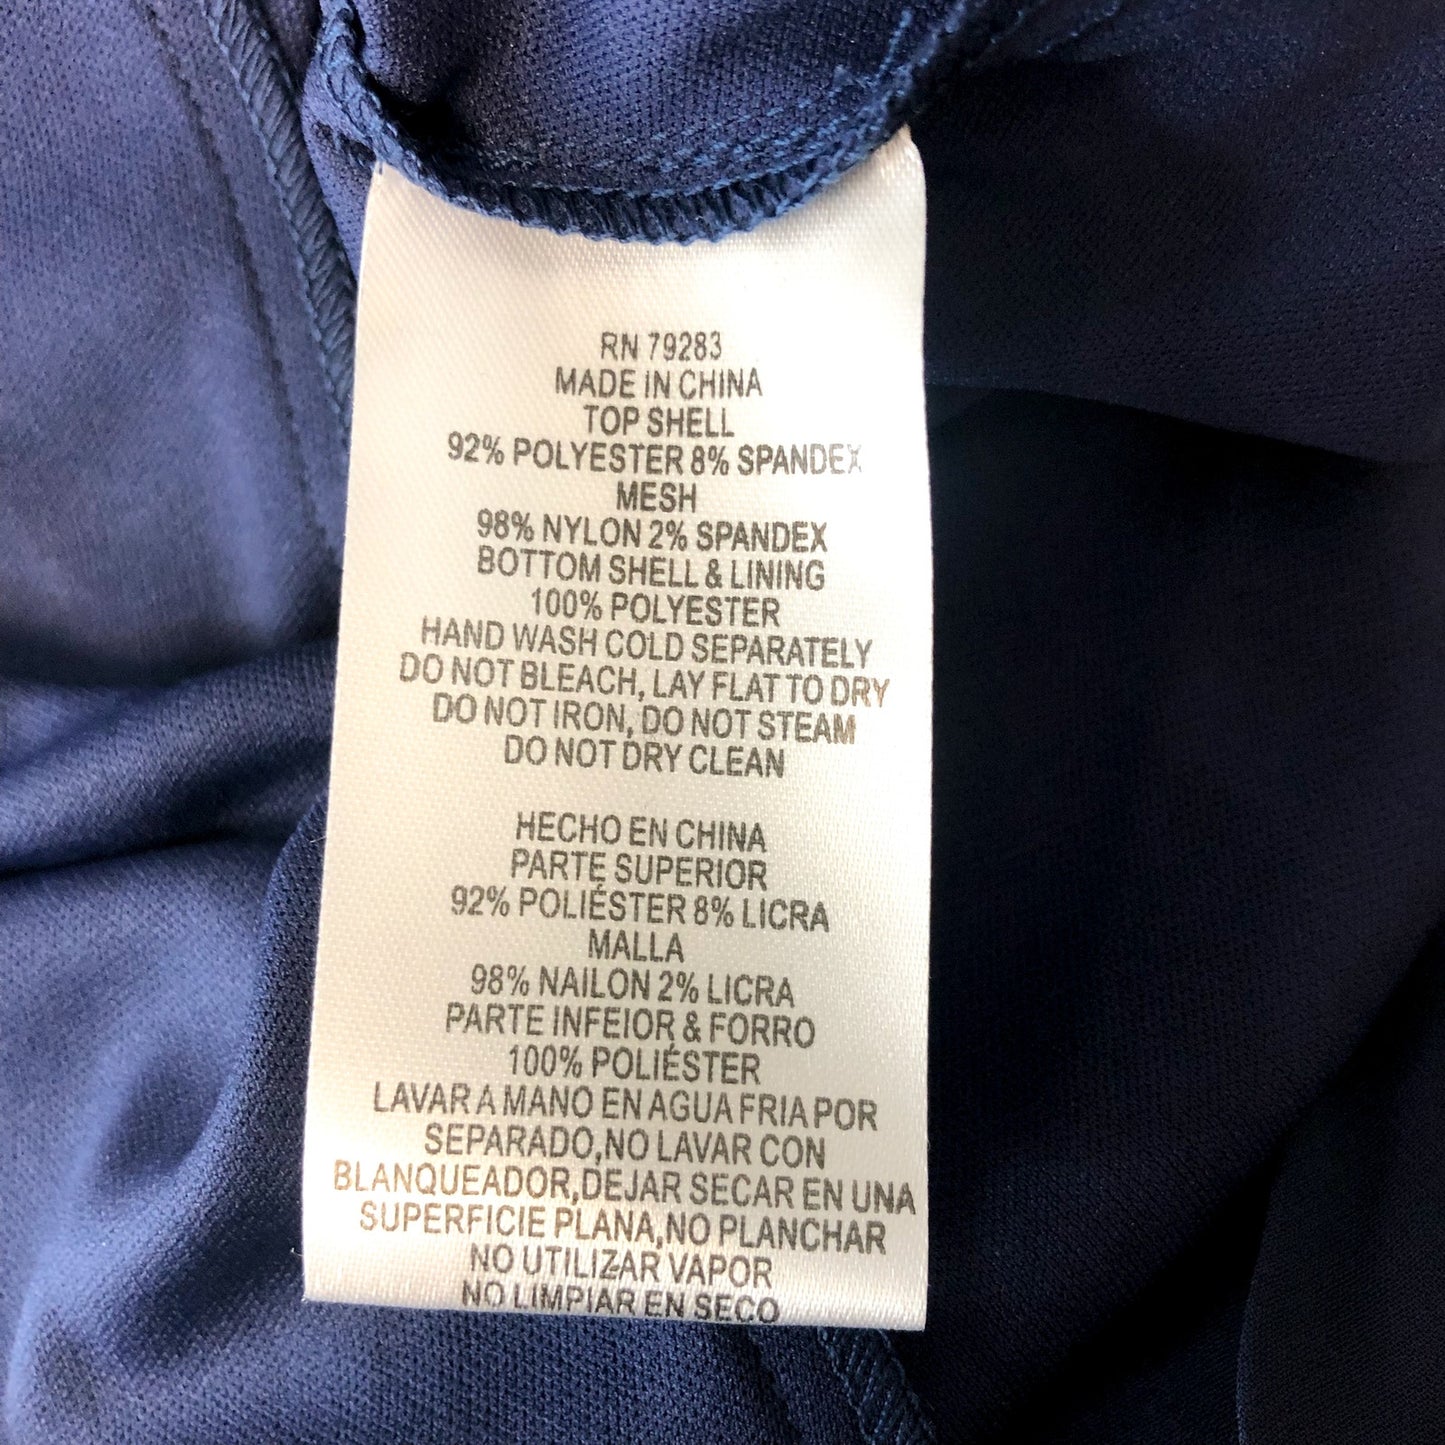 RN 79283
MADE IN CHINA
TOP SHELL
92% POLYESTER 8% SPANDEX
MESH
98% NYLON 2% SPANDEX
BOTTOM SHELL & LINING
100% POLYESTER
HAND WASH COLD SEPARATELY
DO NOT BLEACH, LAY FLAT TO DRY
DO NOT IRON, DO NOT STEAM
DO NOT DRY CLEAN
HECHO EN CHINA
PARTE SUPERIOR
92% POLIÉSTER 8% LICRA
MALLA
98% NAILON 2% LICRA
PARTE INFEIOR & FORRO
100% POLIÉSTER
LAVAR A MANO EN AGUA FRIA POR
SEPARADO,NO LAVAR CON
BLANQUEADOR,DEJAR SECAR EN UNA
SUPERFICIE PLANA,NO PLANCHAR
NO UTILIZAR VAPOR
NO LIMPIAR EN SECO